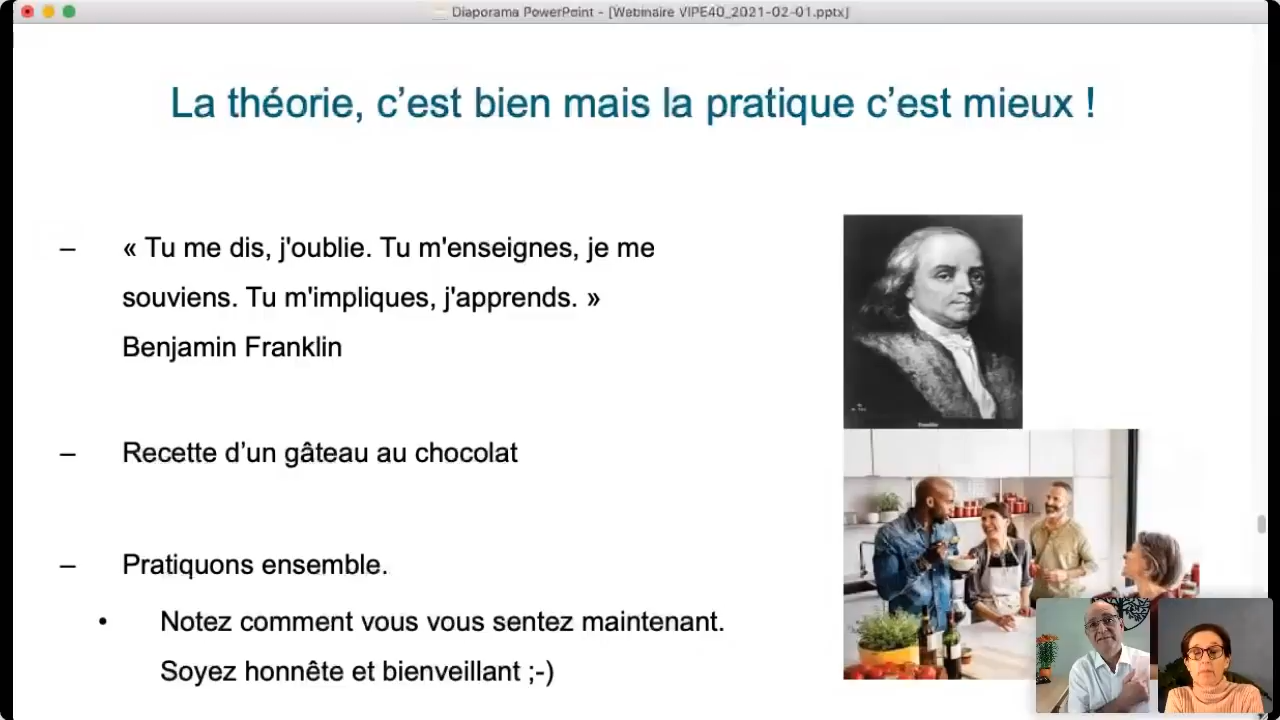 Diaporama PowerPoint - [Webinaire VIPE40_2021-02-01.pptx]
La théorie, c’est bien mais la pratique c’est mieux !
– « Tu me dis, j'oublie. Tu m'enseignes, je me
souviens. Tu m'impliques, j'apprends. »
Benjamin Franklin
– Recette d’un gâteau au chocolat
– Pratiquons ensemble.
• Notez comment vous vous sentez maintenant.
Soyez honnête et bienveillant ;-)